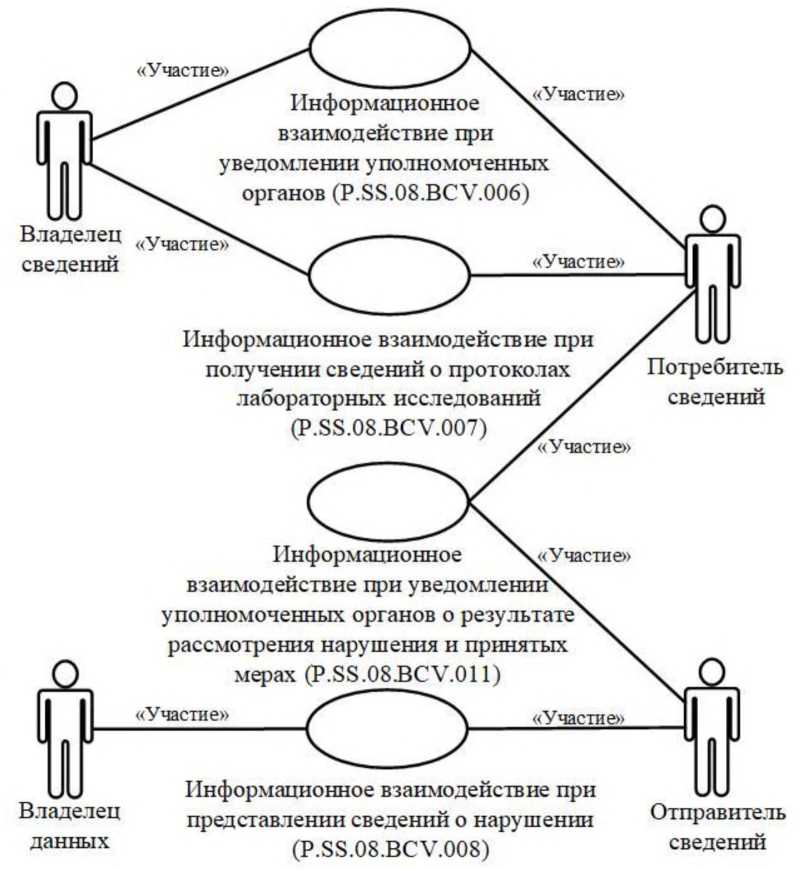 «Участие»
«Участие»
Информационное
взаимодействие при
уведомлении уполномоченных
органов (P.SS.08.BCV.006)
Владелец
сведений
«Участие»
«Участие»
Информационное взаимодействие при
получении сведений о протоколах
лабораторных исследований
(P.SS.08.BCV.007)
Потребитель
сведений
«Участие»
«Участие»
Информационное
взаимодействие при уведомлении
уполномоченных органов о результате
рассмотрения нарушения и принятых
мерах (P.SS.08.BCV.011)
«Участие»
«Участие»
Информационное взаимодействие при
представлении сведений о нарушении
(P.SS.08.BCV.008)
Владелец
данных
Отправитель
сведений